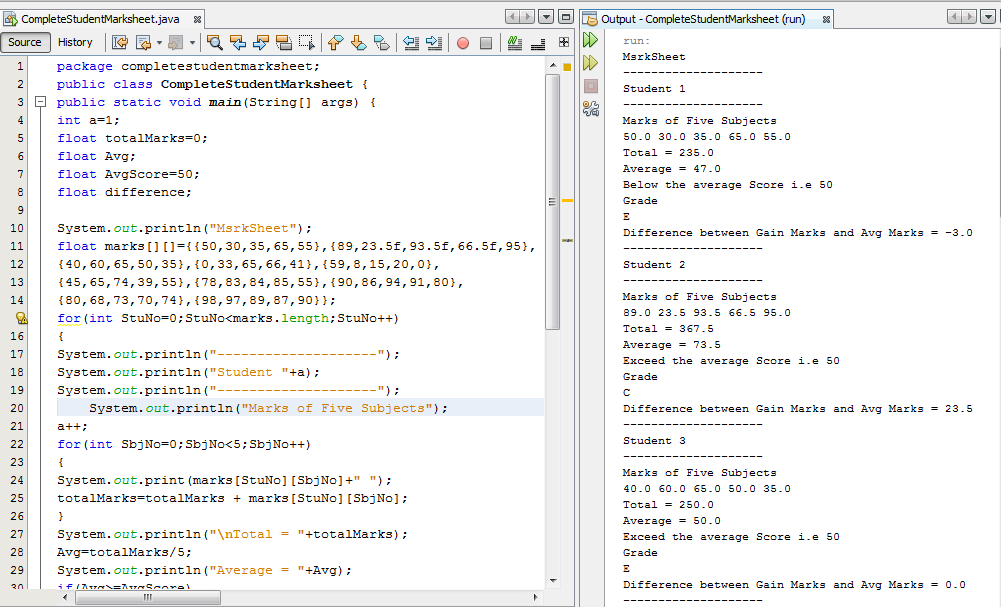 CompleteStudentMarksheet.java
Source History
1 package completestudentmarksheet;
2 public class CompleteStudentMarksheet {
3 public static void main(String[] args) {
4 int a=1;
5 float totalMarks=0;
6 float Avg;
7 float AvgScore=50;
8 float difference;
9
10 System.out.println("MsrkSheet");
11 float marks[][]={{50,30,35,65,55},{89,23.5f,93.5f,66.5f,95},
12 {40,60,65,50,35},{0,33,65,66,41},{59,8,15,20,0},
13 {45,65,74,39,55},{78,83,84,85,55},{90,86,94,91,80},
14 {80,68,73,70,74},{98,97,89,87,90}};
for(int StuNo=0;StuNo<marks.length;StuNo++)
16 {
17 System.out.println("--------------------");
18 System.out.println("Student "+a);
19 System.out.println("--------------------");
20 System.out.println("Marks of Five Subjects");
21 a++;
22 for(int SbjNo=0;SbjNo<5;SbjNo++)
23 {
24 System.out.print(marks[StuNo][SbjNo]+" ");
25 totalMarks=totalMarks + marks[StuNo][SbjNo];
26 }
27 System.out.println("\nTotal = "+totalMarks);
28 Avg=totalMarks/5;
29 System.out.println("Average = "+Avg);
30 if(Avg>=AvgScore)
Output - CompleteStudentMarksheet (run)
run:
MsrkSheet
--------------------
Student 1
--------------------
Marks of Five Subjects
50.0 30.0 35.0 65.0 55.0
Total = 235.0
Average = 47.0
Below the average Score i.e 50
Grade
E
Difference between Gain Marks and Avg Marks = -3.0
--------------------
Student 2
--------------------
Marks of Five Subjects
89.0 23.5 93.5 66.5 95.0
Total = 367.5
Average = 73.5
Exceed the average Score i.e 50
Grade
C
Difference between Gain Marks and Avg Marks = 23.5
--------------------
Student 3
--------------------
Marks of Five Subjects
40.0 60.0 65.0 50.0 35.0
Total = 250.0
Average = 50.0
Exceed the average Score i.e 50
Grade
E
Difference between Gain Marks and Avg Marks = 0.0
--------------------